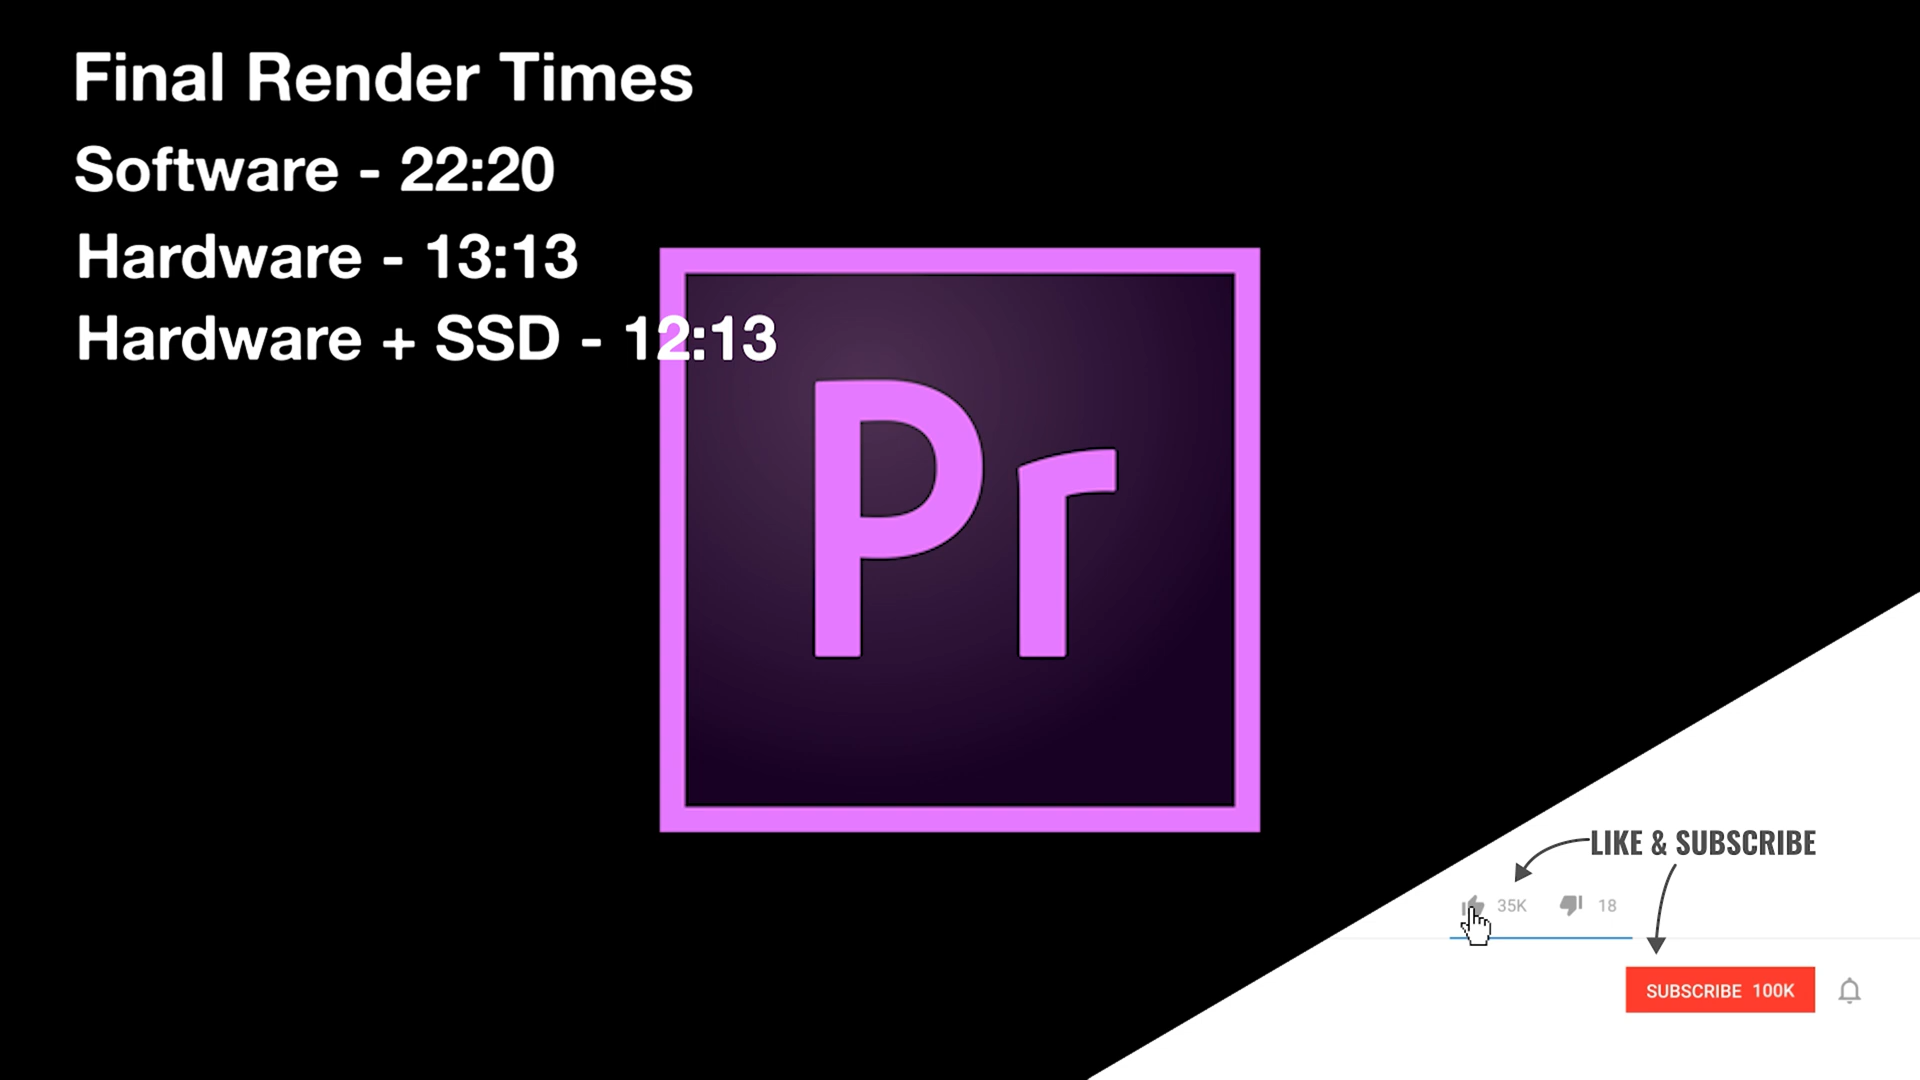 Final Render Times
Software - 22:20
Hardware - 13:13
Hardware + SSD - 12:13
Pr
LIKE & SUBSCRIBE
35K 18
SUBSCRIBE 100K